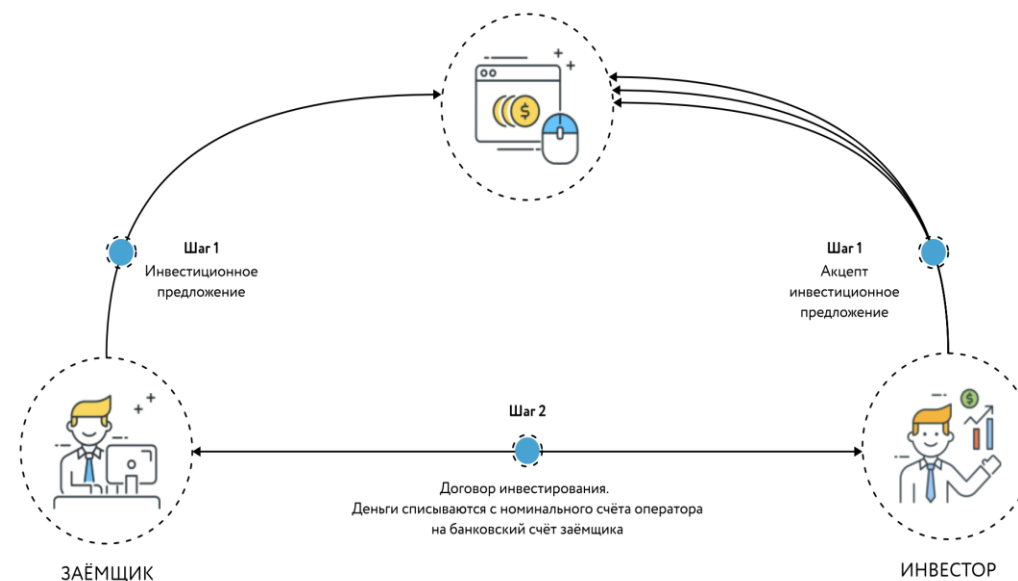 Шаг 1
Инвестиционное
предложение
Шаг 1
Акцепт
инвестиционное
предложение
Шаг 2
Договор инвестирования.
Деньги списываются с номинального счёта оператора
на банковский счёт заёмщика
ЗАЁМЩИК
ИНВЕСТОР